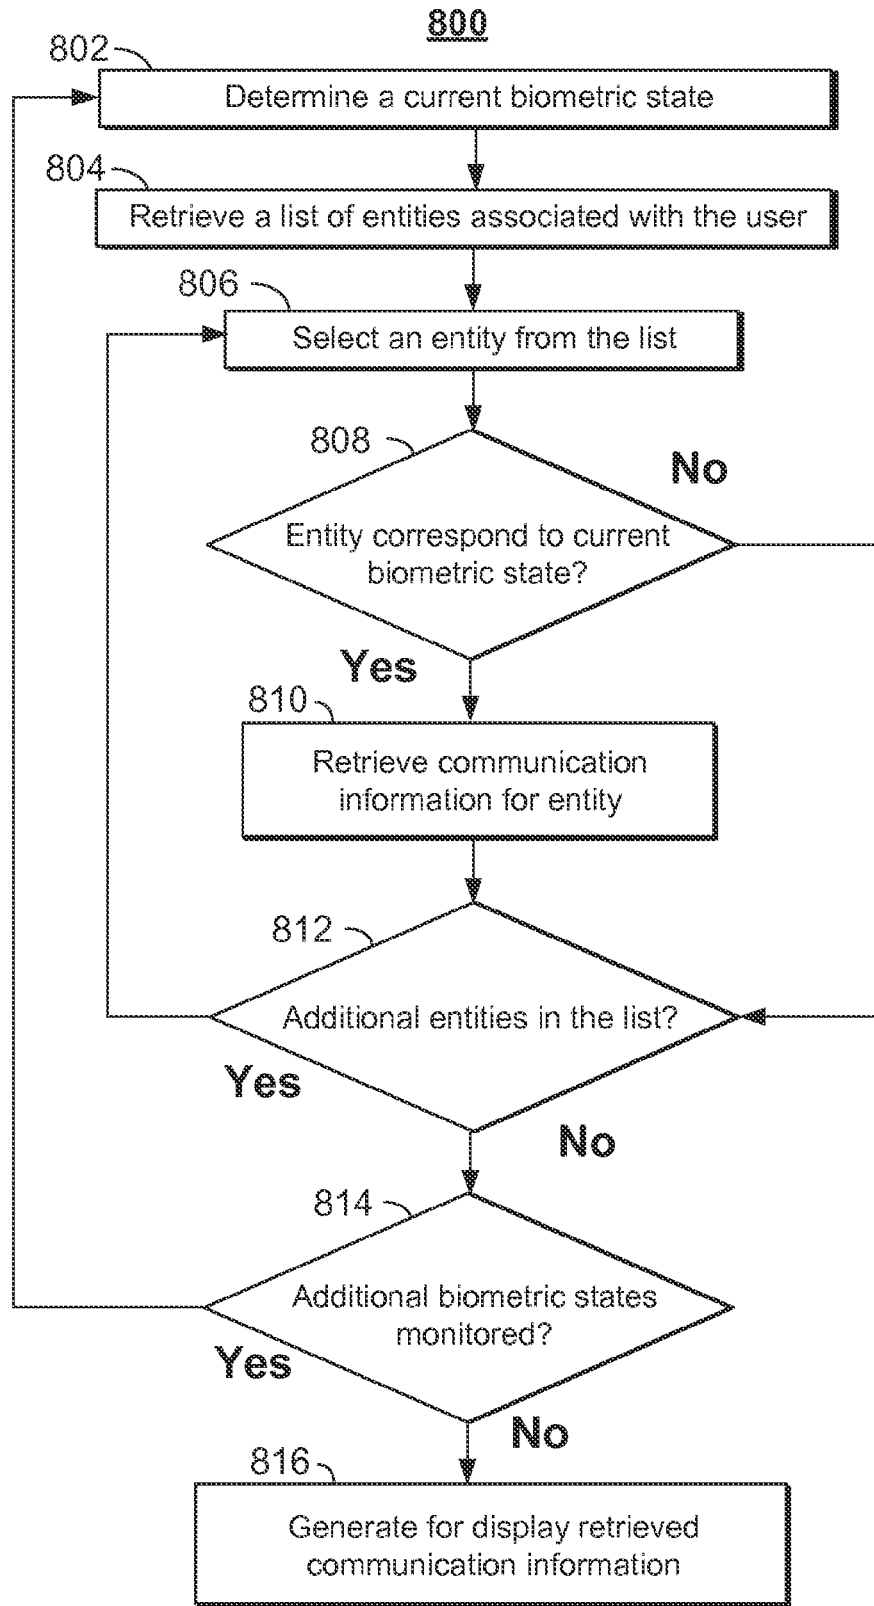 800
802
Determine a current biometric state
804
Retrieve a list of entities associated with the user
806
Select an entity from the list
808
No
Entity correspond to current
biometric state?
Yes
810
Retrieve communication
information for entity
812
Additional entities in the list?
Yes
No
814
Additional biometric states
monitored?
Yes
No
816
Generate for display retrieved
communication information